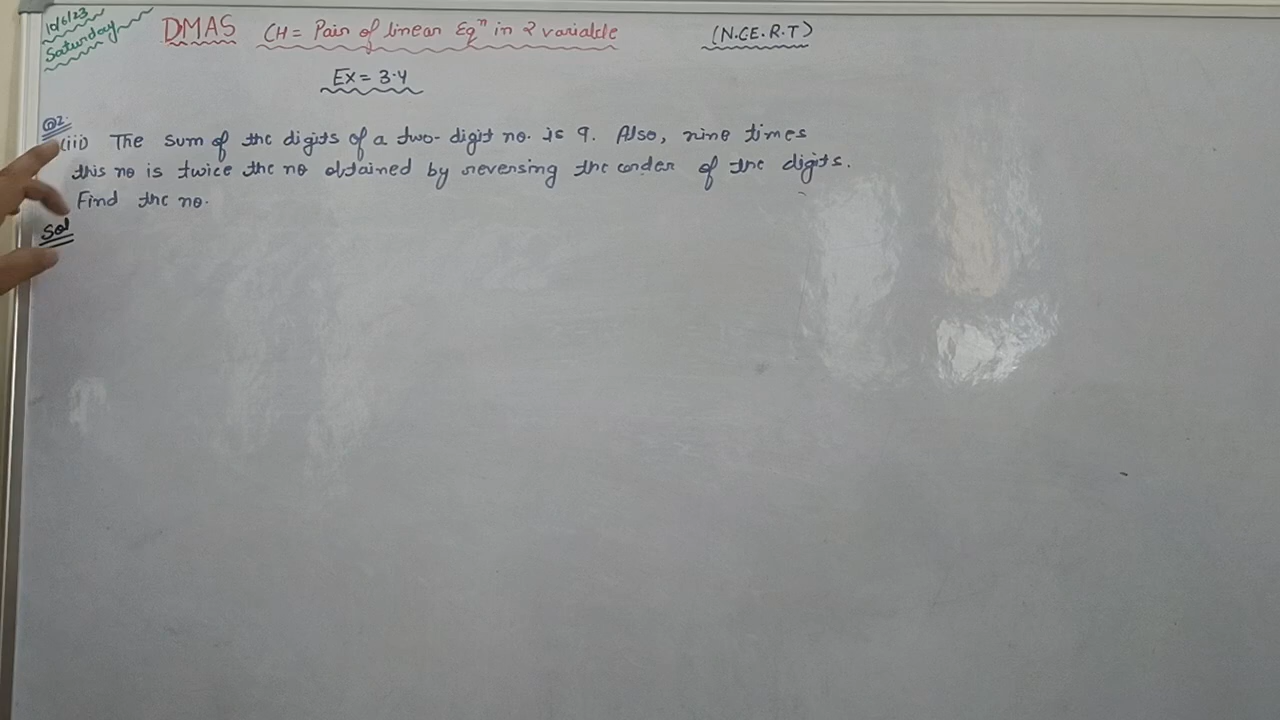 10/6/23
Saturday
DMAS CH = Pair of linear Eqⁿ in 2 variable (N.C.E.R.T)
Ex = 3.4
Q2.
(iii) The sum of the digits of a two-digit no. is 9. Also, nine times
this no is twice the no obtained by reversing the order of the digits.
Find the no.
Sol